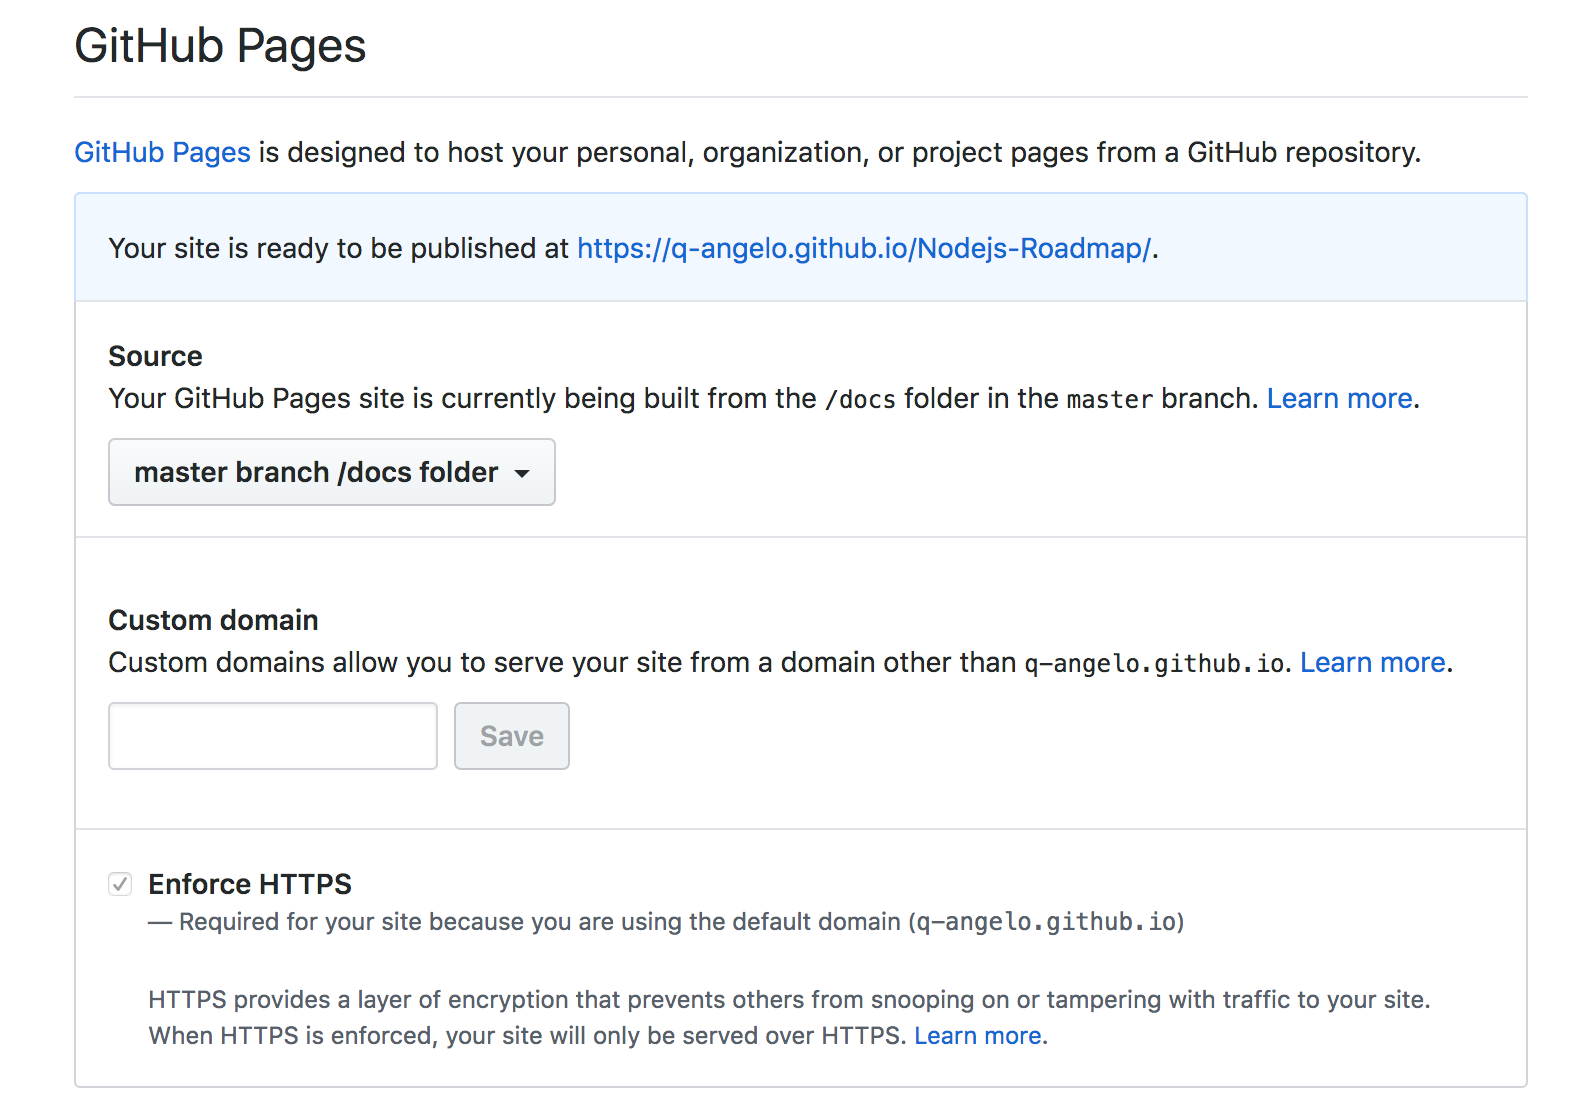 GitHub Pages
GitHub Pages is designed to host your personal, organization, or project pages from a GitHub repository.
Your site is ready to be published at https://q-angelo.github.io/Nodejs-Roadmap/.
Source
Your GitHub Pages site is currently being built from the /docs folder in the master branch. Learn more.
master branch /docs folder
Custom domain
Custom domains allow you to serve your site from a domain other than q-angelo.github.io. Learn more.
Save
Enforce HTTPS
— Required for your site because you are using the default domain (q-angelo.github.io)
HTTPS provides a layer of encryption that prevents others from snooping on or tampering with traffic to your site.
When HTTPS is enforced, your site will only be served over HTTPS. Learn more.